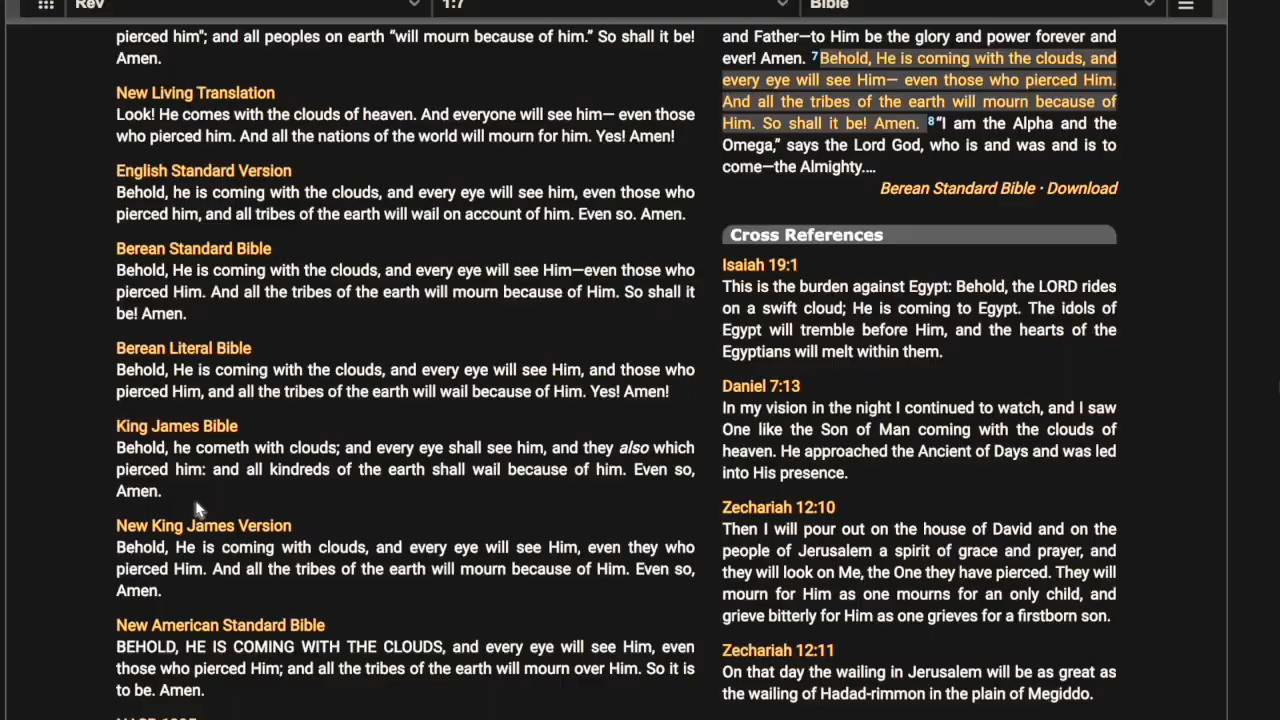 Rev
1:7
Bible
pierced him”; and all peoples on earth “will mourn because of him.” So shall it be!
Amen.
New Living Translation
Look! He comes with the clouds of heaven. And everyone will see him— even those
who pierced him. And all the nations of the world will mourn for him. Yes! Amen!
English Standard Version
Behold, he is coming with the clouds, and every eye will see him, even those who
pierced him, and all tribes of the earth will wail on account of him. Even so. Amen.
Berean Standard Bible
Behold, He is coming with the clouds, and every eye will see Him—even those who
pierced Him. And all the tribes of the earth will mourn because of Him. So shall it
be! Amen.
Berean Literal Bible
Behold, He is coming with the clouds, and every eye will see Him, and those who
pierced Him, and all the tribes of the earth will wail because of Him. Yes! Amen!
King James Bible
Behold, he cometh with clouds; and every eye shall see him, and they also which
pierced him: and all kindreds of the earth shall wail because of him. Even so,
Amen.
New King James Version
Behold, He is coming with clouds, and every eye will see Him, even they who
pierced Him. And all the tribes of the earth will mourn because of Him. Even so,
Amen.
New American Standard Bible
BEHOLD, HE IS COMING WITH THE CLOUDS, and every eye will see Him, even
those who pierced Him; and all the tribes of the earth will mourn over Him. So it is
to be. Amen.
and Father—to Him be the glory and power forever and
ever! Amen. 7Behold, He is coming with the clouds, and
every eye will see Him— even those who pierced Him.
And all the tribes of the earth will mourn because of
Him. So shall it be! Amen. 8“I am the Alpha and the
Omega,” says the Lord God, who is and was and is to
come—the Almighty.…
Berean Standard Bible · Download
Cross References
Isaiah 19:1
This is the burden against Egypt: Behold, the LORD rides
on a swift cloud; He is coming to Egypt. The idols of
Egypt will tremble before Him, and the hearts of the
Egyptians will melt within them.
Daniel 7:13
In my vision in the night I continued to watch, and I saw
One like the Son of Man coming with the clouds of
heaven. He approached the Ancient of Days and was led
into His presence.
Zechariah 12:10
Then I will pour out on the house of David and on the
people of Jerusalem a spirit of grace and prayer, and
they will look on Me, the One they have pierced. They will
mourn for Him as one mourns for an only child, and
grieve bitterly for Him as one grieves for a firstborn son.
Zechariah 12:11
On that day the wailing in Jerusalem will be as great as
the wailing of Hadad-rimmon in the plain of Megiddo.